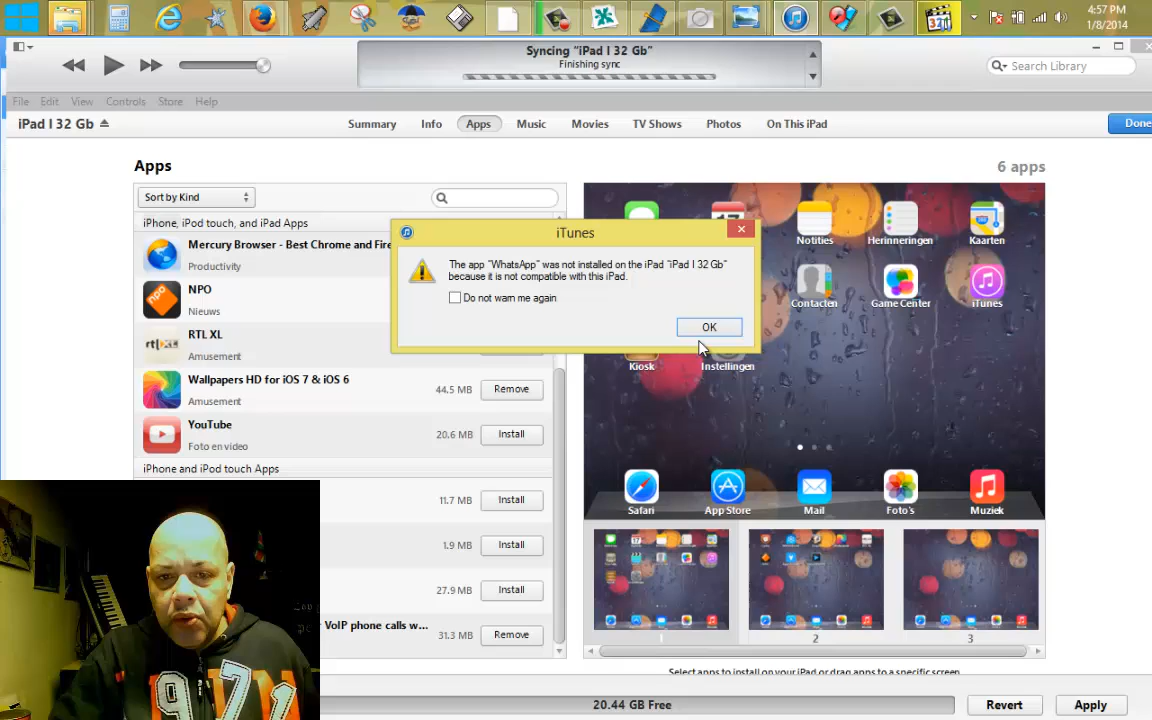 4:57 PM
1/8/2014
Syncing “iPad I 32 Gb”
Finishing sync
Search Library
File Edit View Controls Store Help
iPad I 32 Gb
Summary Info Apps Music Movies TV Shows Photos On This iPad
Done
Apps
6 apps
Sort by Kind
iPhone, iPod touch, and iPad Apps
Mercury Browser - Best Chrome and Fire
Productivity
NPO
Nieuws
RTL XL
Amusement
Wallpapers HD for iOS 7 & iOS 6
Amusement
44.5 MB
Remove
YouTube
Foto en video
20.6 MB
Install
iPhone and iPod touch Apps
11.7 MB
Install
1.9 MB
Install
27.9 MB
Install
VoIP phone calls w...
31.3 MB
Remove
iTunes
The app “WhatsApp” was not installed on the iPad “iPad I 32 Gb”
because it is not compatible with this iPad.
Do not warn me again
OK
17
Notities
Herinneringen
Kaarten
Contacten
Game Center
iTunes
Kiosk
Instellingen
Safari
App Store
Mail
Foto's
Muziek
1
2
3
Select apps to install on your iPad or drag apps to a specific screen
20.44 GB Free
Revert
Apply